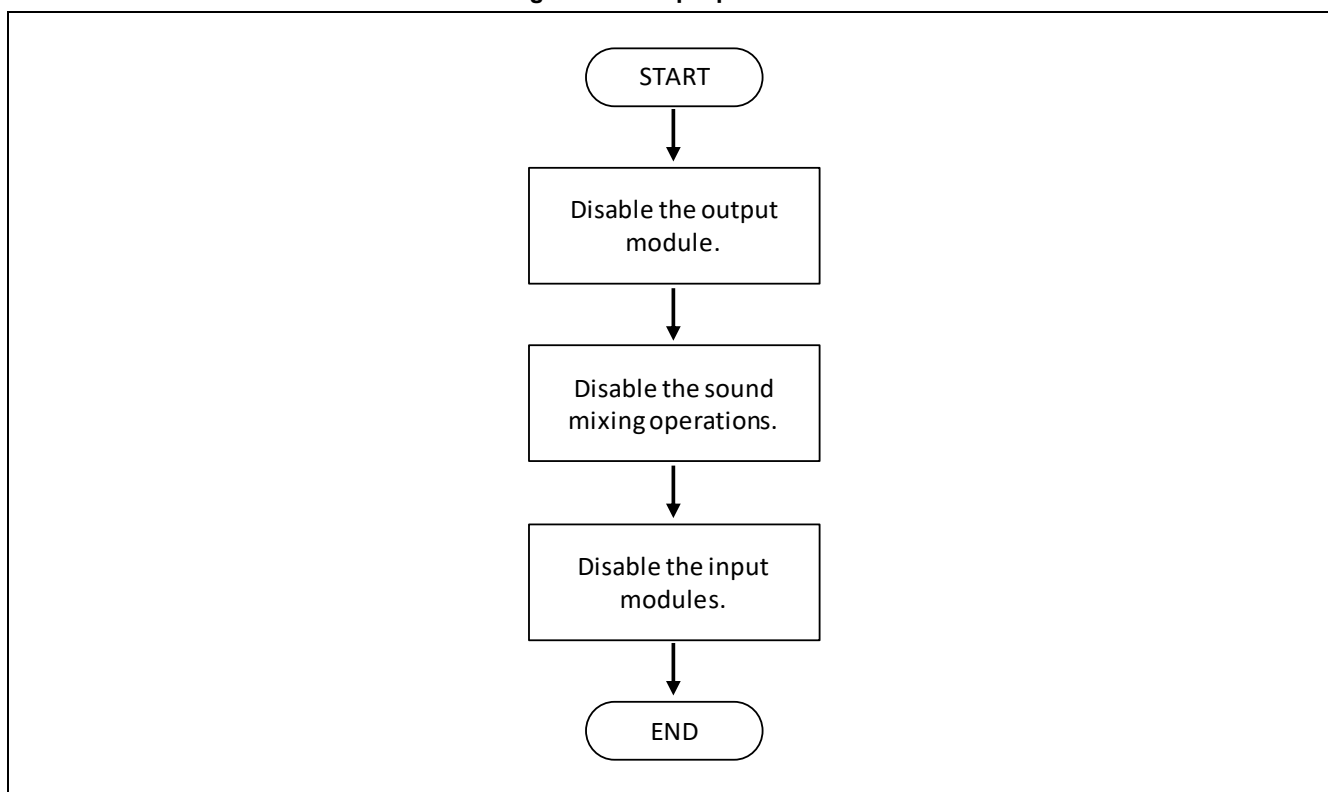 START
Disable the output
module.
Disable the sound
mixing operations.
Disable the input
modules.
END